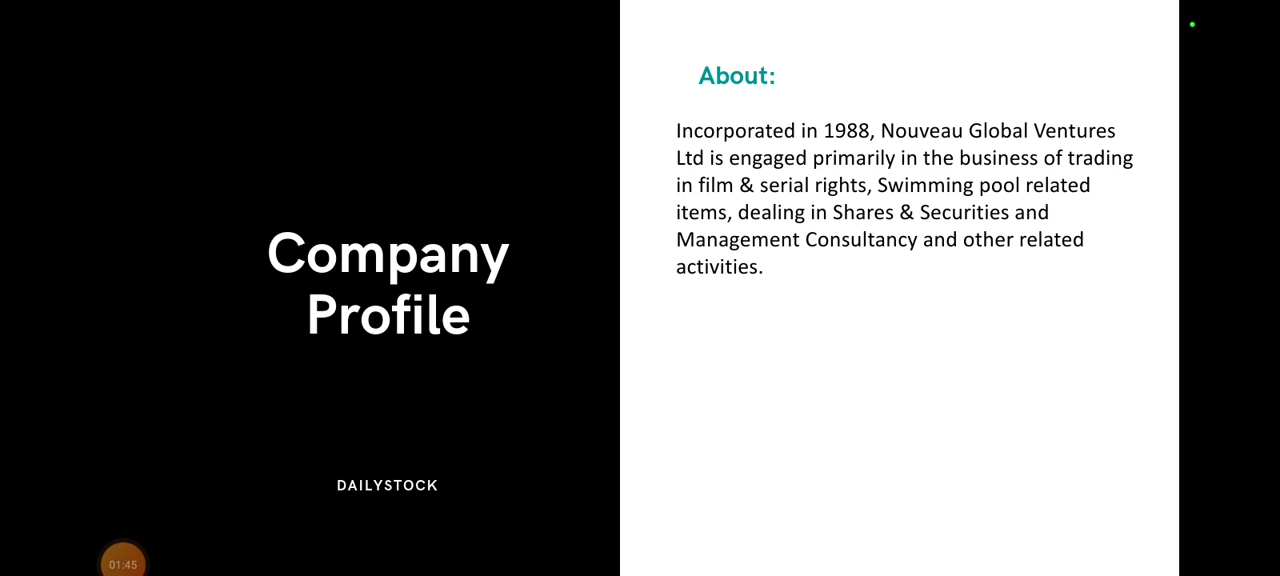 Company
Profile
DAILYSTOCK
01:45
About:
Incorporated in 1988, Nouveau Global Ventures
Ltd is engaged primarily in the business of trading
in film & serial rights, Swimming pool related
items, dealing in Shares & Securities and
Management Consultancy and other related
activities.